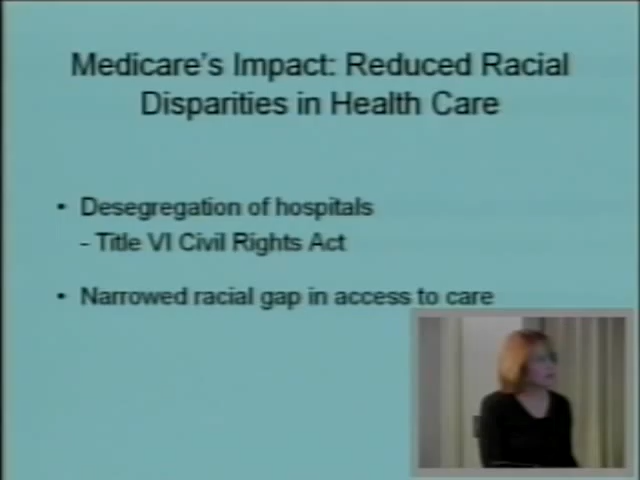 Medicare's Impact: Reduced Racial
Disparities in Health Care
• Desegregation of hospitals
- Title VI Civil Rights Act
• Narrowed racial gap in access to care